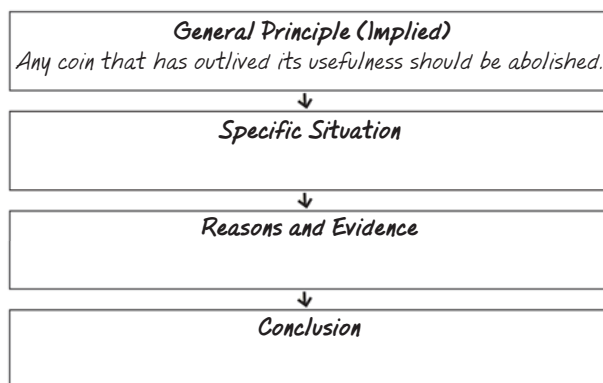 General Principle (Implied)
Any coin that has outlived its usefulness should be abolished.
Specific Situation
Reasons and Evidence
Conclusion